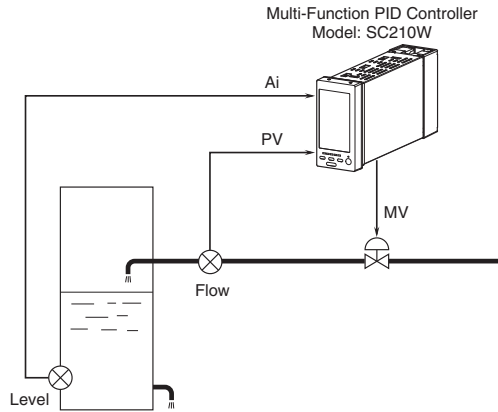 Multi-Function PID Controller
Model: SC210W
Ai
PV
MV
Flow
Level